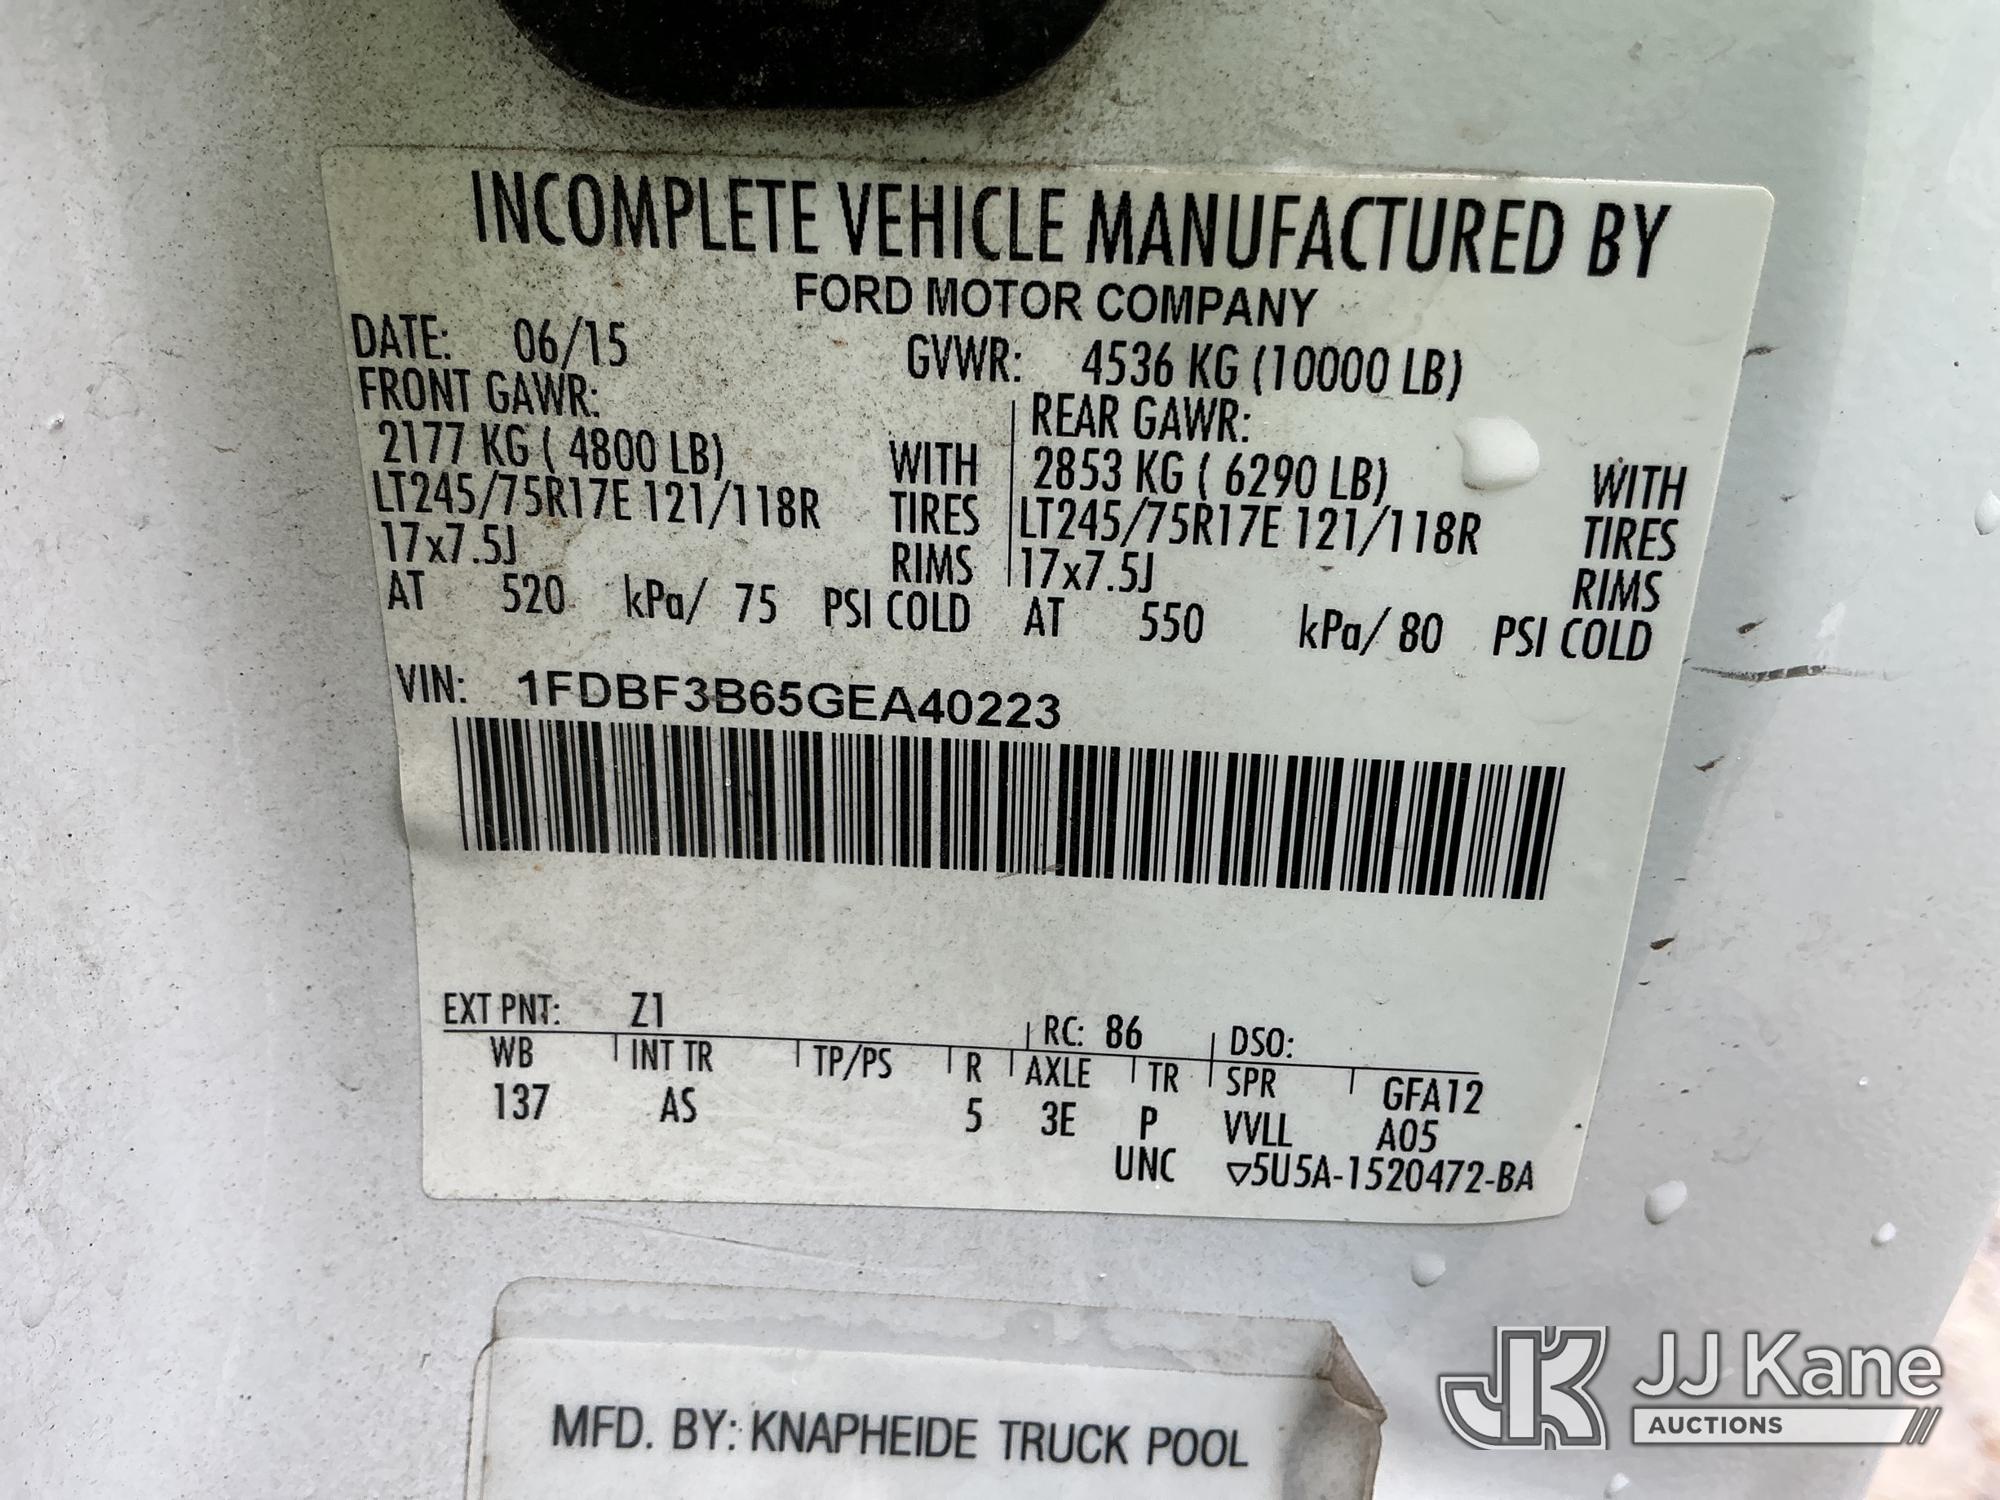 INCOMPLETE VEHICLE MANUFACTURED BY
FORD MOTOR COMPANY
DATE: 06/15 GVWR: 4536 KG (10000 LB)
FRONT GAWR: REAR GAWR:
2177 KG ( 4800 LB) WITH 2853 KG ( 6290 LB) WITH
LT245/75R17E 121/118R TIRES LT245/75R17E 121/118R TIRES
17x7.5J RIMS 17x7.5J RIMS
AT 520 kPa/ 75 PSI COLD AT 550 kPa/ 80 PSI COLD
VIN: 1FDBF3B65GEA40223
EXT PNT: Z1 RC: 86 DSO:
WB INT TR TP/PS R AXLE TR SPR GFA12
137 AS 5 3E P VVLL A05
UNC ▽5U5A-1520472-BA
MFD. BY: KNAPHEIDE TRUCK POOL
JK JJ Kane
AUCTIONS